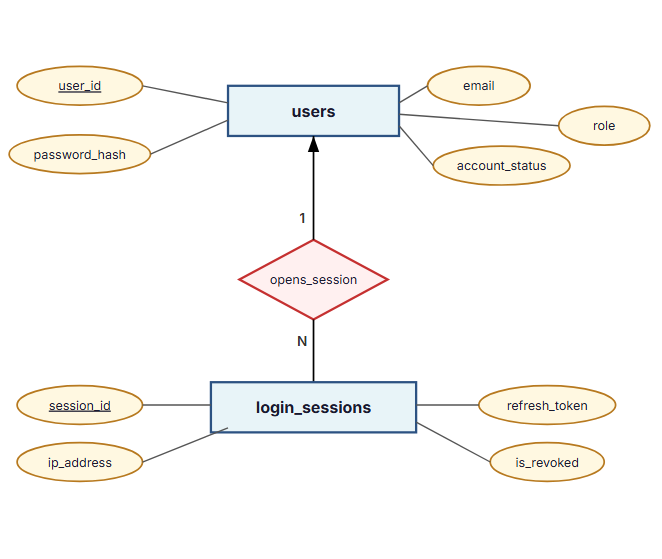 user_id
email
users
role
password_hash
account_status
1
opens_session
N
session_id
login_sessions
refresh_token
ip_address
is_revoked